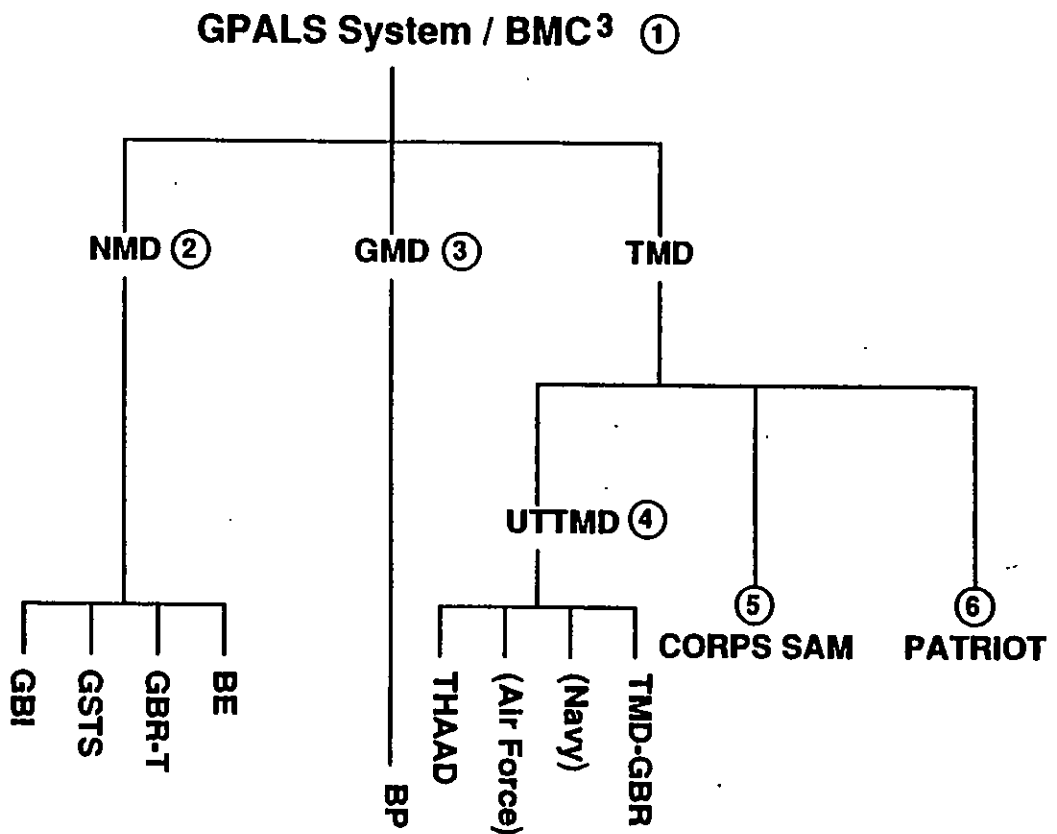 GPALS System / BMC³ ①
NMD ②
GMD ③
TMD
UTTMD ④
⑤
CORPS SAM
⑥
PATRIOT
GBI
GSTS
GBR-T
BE
BP
THAAD
(Air Force)
(Navy)
TMD-GBR